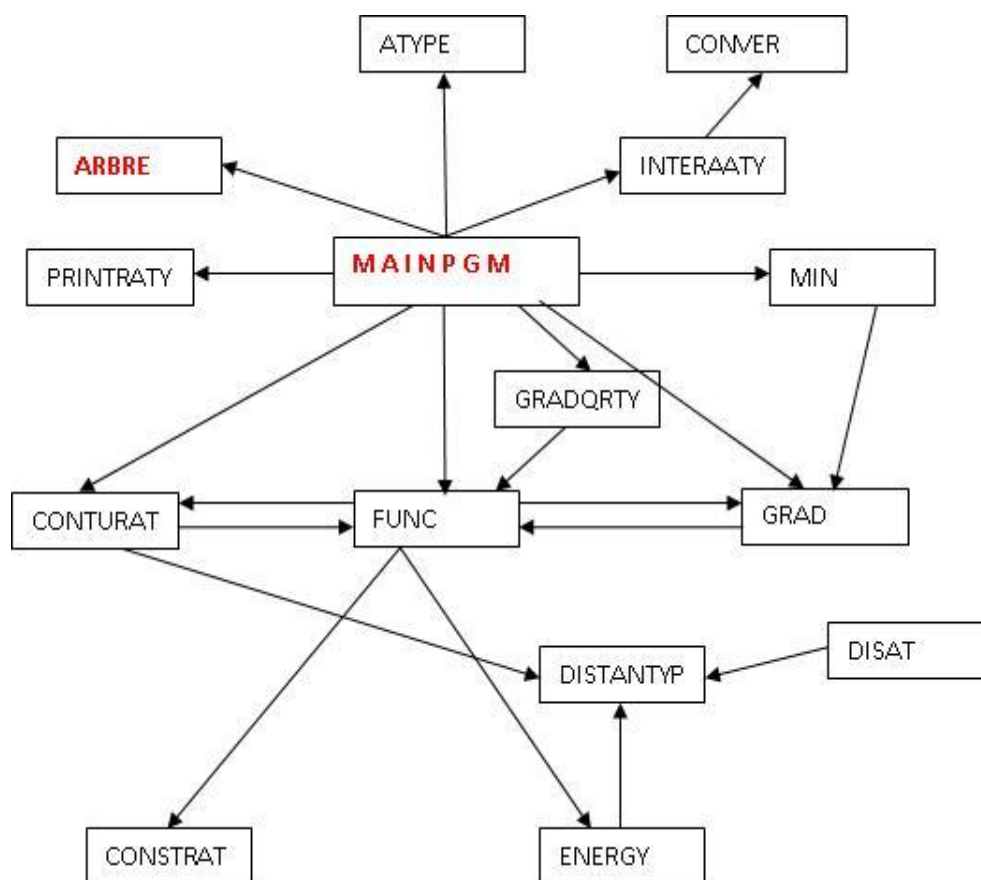 ATYPE
CONVER
ARBRE
INTERAATY
MAINPGM
PRINTRATY
MIN
GRADQRTY
CONTURAT
FUNC
GRAD
DISTANTYP
DISAT
CONSTRAT
ENERGY